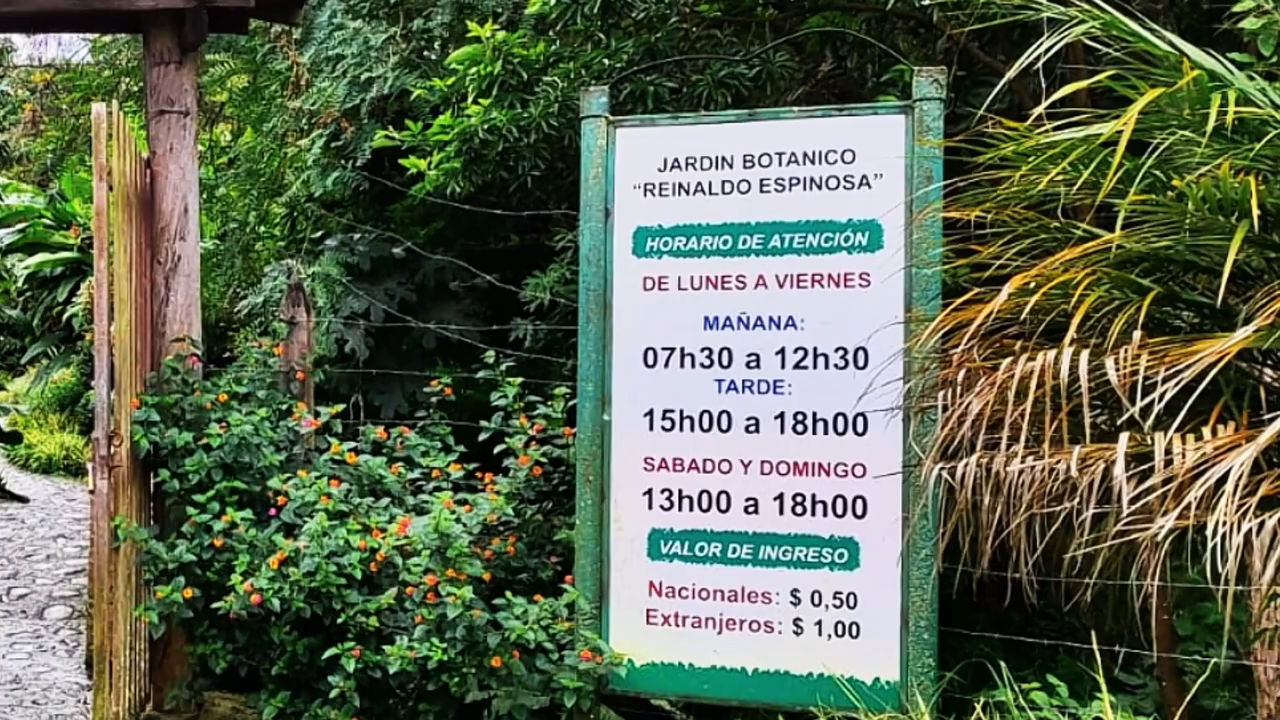 JARDIN BOTANICO
“REINALDO ESPINOSA”
HORARIO DE ATENCIÓN
DE LUNES A VIERNES
MAÑANA:
07h30 a 12h30
TARDE:
15h00 a 18h00
SABADO Y DOMINGO
13h00 a 18h00
VALOR DE INGRESO
Nacionales: $ 0,50
Extranjeros: $ 1,00